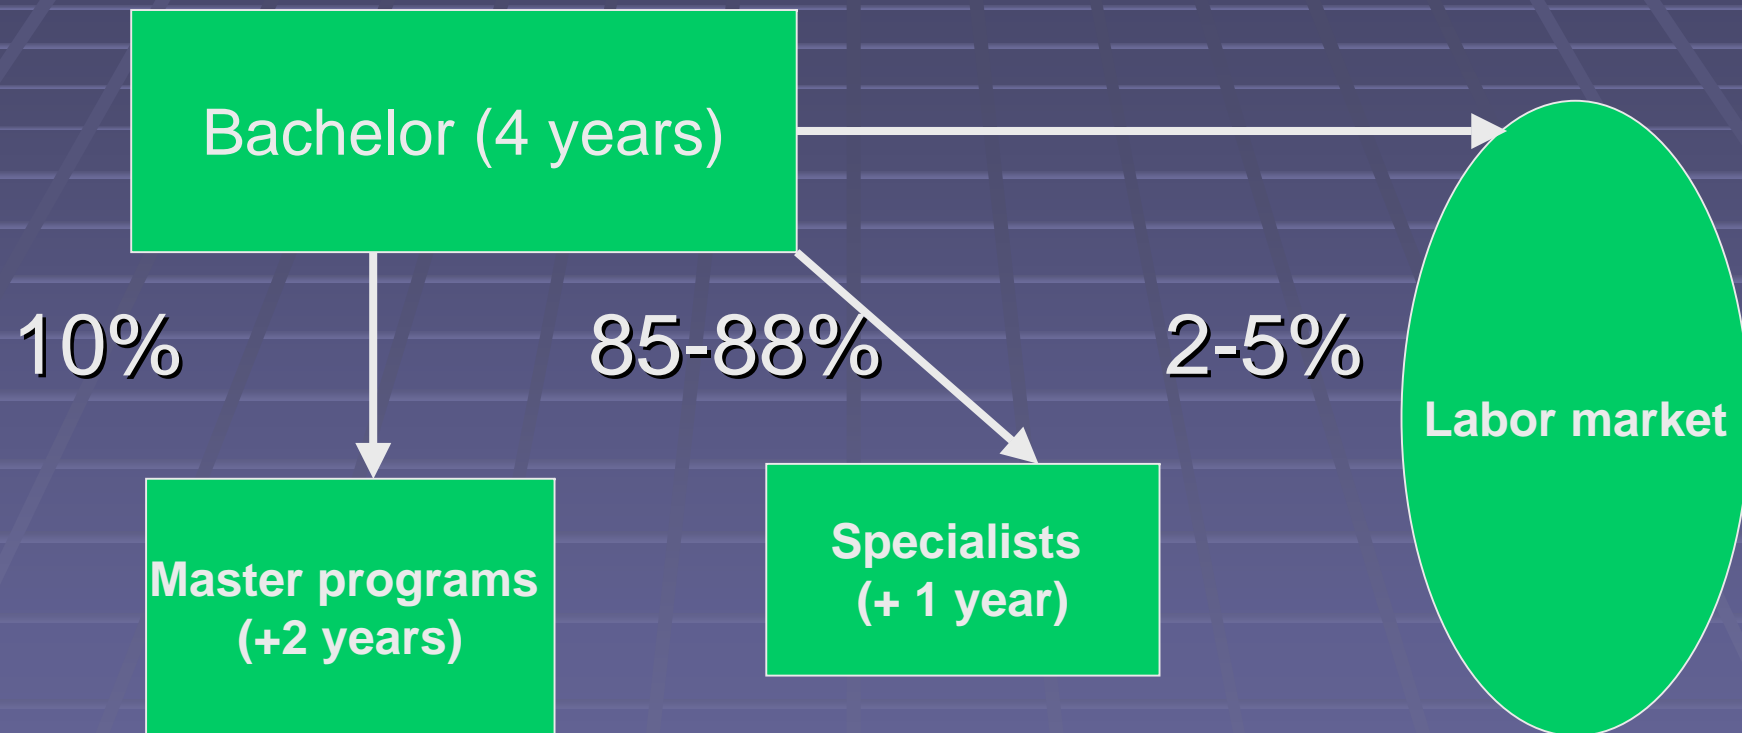 Bachelor (4 years)
10%
85-88%
2-5%
Labor market
Master programs
(+2 years)
Specialists
(+ 1 year)